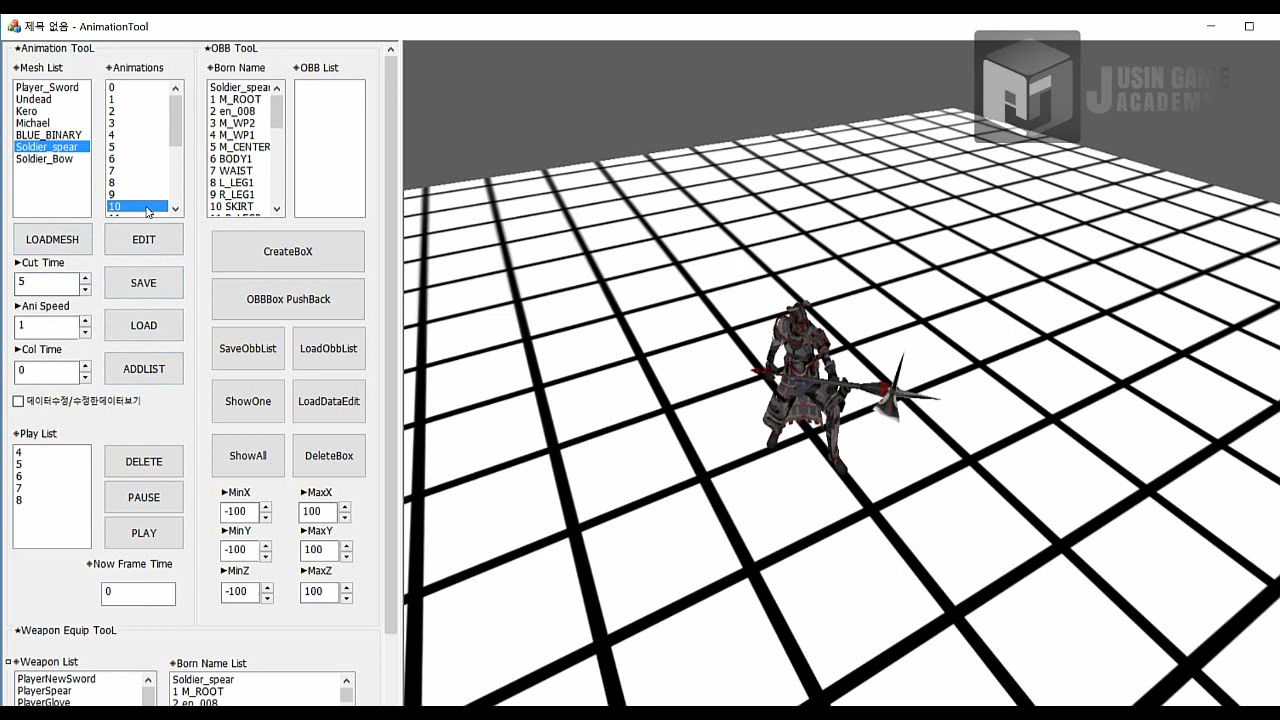 제목 없음 - AnimationTool
★Animation TooL
◈Mesh List
Player_Sword
Undead
Kero
Michael
BLUE_BINARY
Soldier_spear
Soldier_Bow
◈Animations
0
1
2
3
4
5
6
7
8
9
10
LOADMESH
EDIT
▶Cut Time
5
SAVE
▶Ani Speed
1
LOAD
▶Col Time
0
ADDLIST
데이터수정/수정한데이터보기
◈Play List
4
5
6
7
8
DELETE
PAUSE
PLAY
◈Now Frame Time
0
★OBB TooL
◈Born Name
Soldier_spear
1 M_ROOT
2 en_008
3 M_WP2
4 M_WP1
5 M_CENTER
6 BODY1
7 WAIST
8 L_LEG1
9 R_LEG1
10 SKIRT
◈OBB List
CreateBoX
OBBBox PushBack
SaveObbList
LoadObbList
ShowOne
LoadDataEdit
ShowAll
DeleteBox
▶MinX
-100
▶MaxX
100
▶MinY
-100
▶MaxY
100
▶MinZ
-100
▶MaxZ
100
★Weapon Equip TooL
◈Weapon List
PlayerNewSword
PlayerSpear
PlayerGlove
◈Born Name List
Soldier_spear
1 M_ROOT
2 en_008
JUSIN GAME
ACADEMY